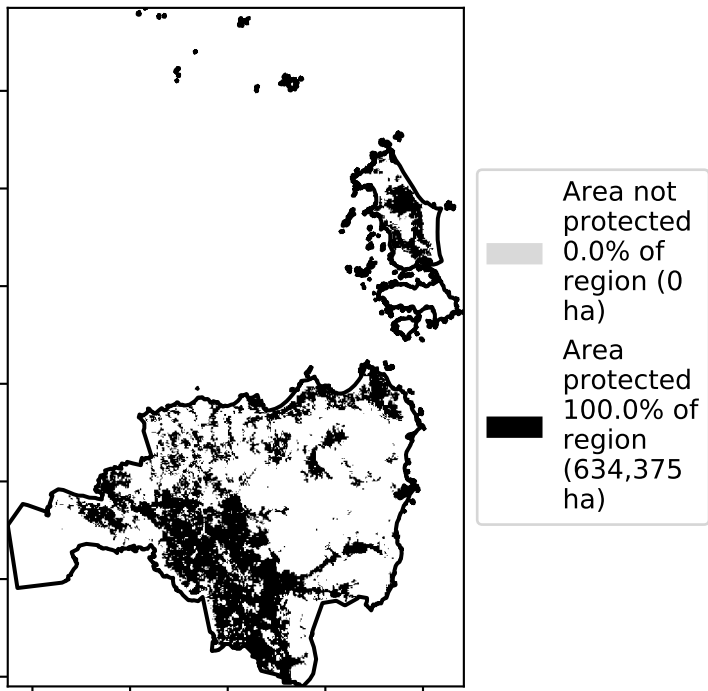 Area not
protected
0.0% of
region (0
ha)
Area
protected
100.0% of
region
(634,375
ha)